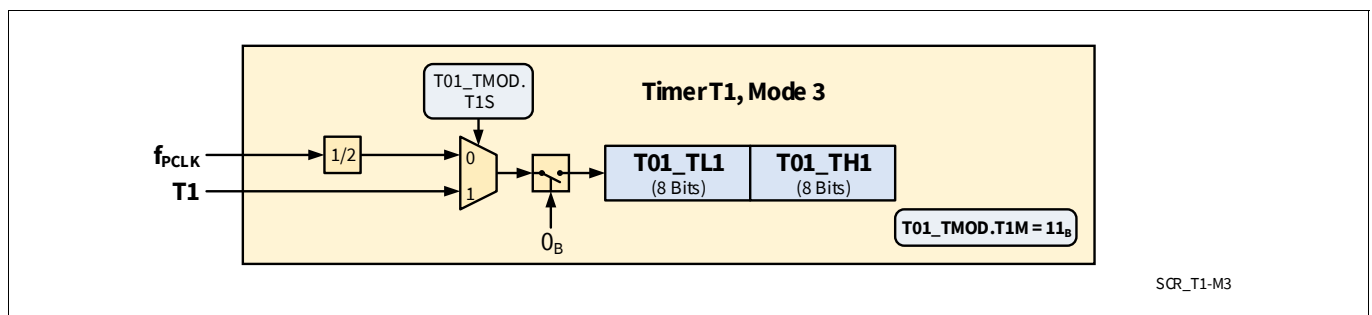 T01_TMOD.
T1S
Timer T1, Mode 3
fPCLK
1/2
0
T1
1
T01_TL1
(8 Bits)
T01_TH1
(8 Bits)
0B
T01_TMOD.T1M = 11B
SCR_T1-M3